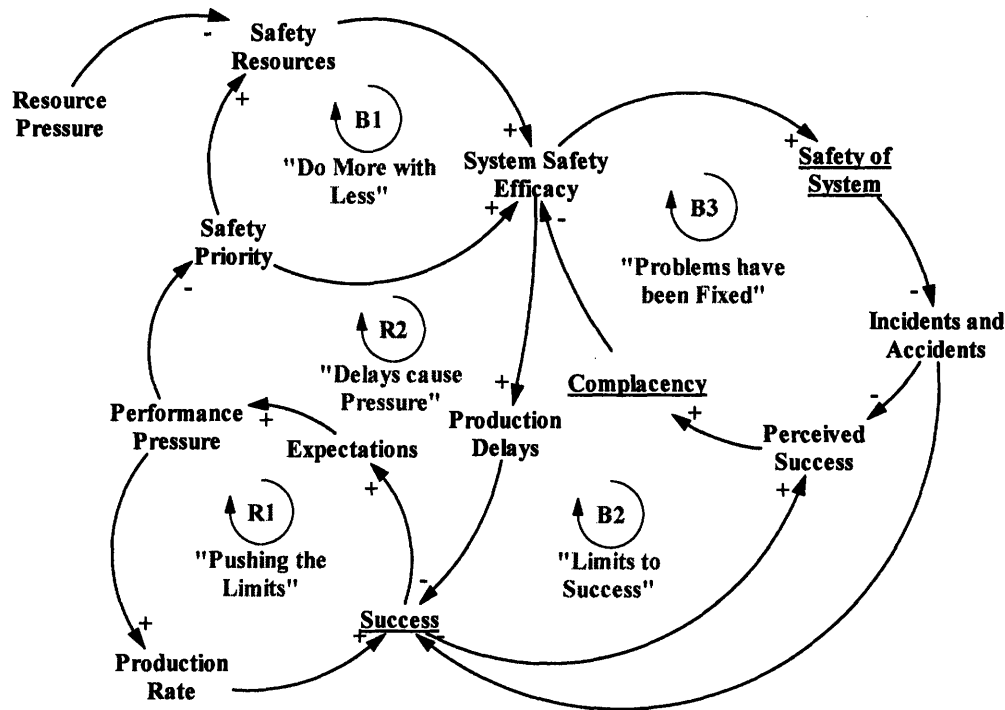 Safety
Resources
-
Resource
Pressure
+
B1
"Do More with
Less"
+
System Safety
Efficacy
+
-
+
Safety of
System
B3
"Problems have
been Fixed"
Safety
Priority
-
R2
"Delays cause
Pressure"
-
Incidents and
Accidents
-
Complacency
+
+
Production
Delays
Perceived
Success
+
Performance
Pressure
+
Expectations
+
R1
"Pushing the
Limits"
B2
"Limits to
Success"
-
Success
+
-
+
Production
Rate